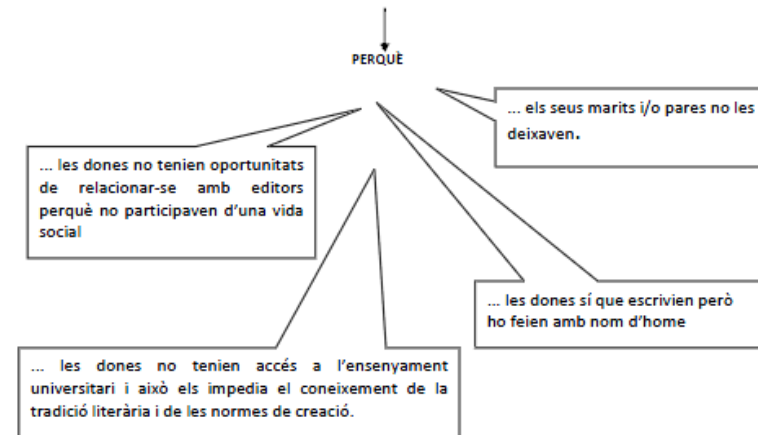 PERQUÈ
... els seus marits i/o pares no les
deixaven.
... les dones no tenien oportunitats
de relacionar-se amb editors
perquè no participaven d'una vida
social
... les dones sí que escrivien però
ho feien amb nom d'home
... les dones no tenien accés a l'ensenyament
universitari i això els impedia el coneixement de la
tradició literària i de les normes de creació.